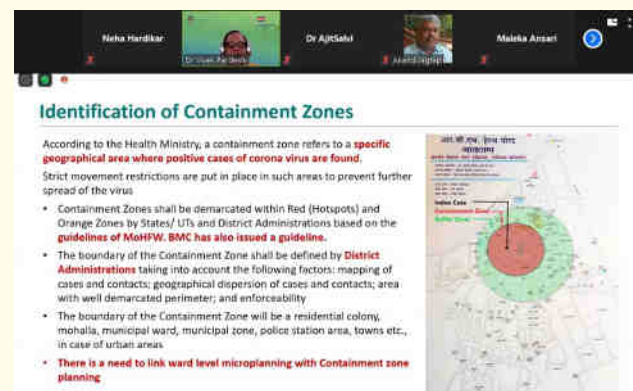 Neha Hardikar
Dr AjitSalvi
Maleka Ansari
Identification of Containment Zones
According to the Health Ministry, a containment zone refers to a specific
geographical area where positive cases of corona virus are found.
Strict movement restrictions are put in place in such areas to prevent further
spread of the virus
• Containment Zones shall be demarcated within Red (Hotspots) and
Orange Zones by States/ UTs and District Administrations based on the
guidelines of MoHFW. BMC has also issued a guideline.
• The boundary of the Containment Zone shall be defined by District
Administrations taking into account the following factors: mapping of
cases and contacts; geographical dispersion of cases and contacts; area
with well demarcated perimeter; and enforceability
• The boundary of the Containment Zone will be a residential colony,
mohalla, municipal ward, municipal zone, police station area, towns etc.,
in case of urban areas
• There is a need to link ward level microplanning with Containment zone
planning
Index Case
Containment Zone
Buffer Zone